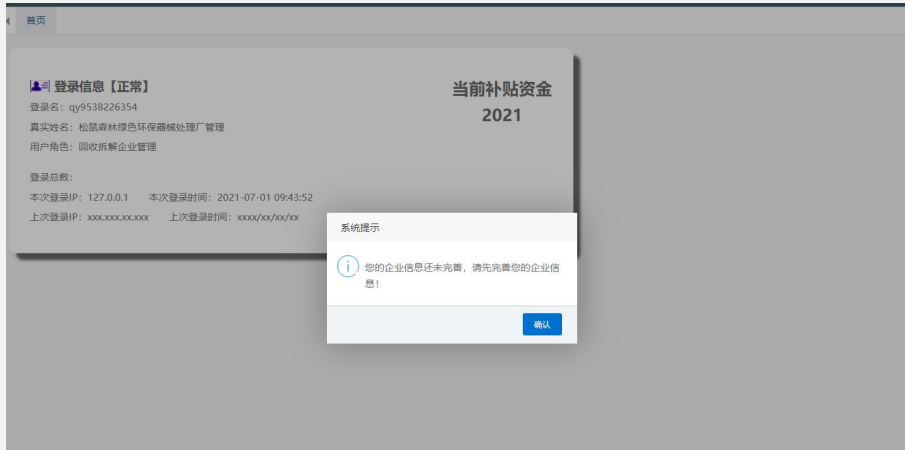 首页
登录信息【正常】
登录名：qy9538226354
真实姓名：松鼠森林绿色环保器械处理厂管理
用户角色：回收拆解企业管理
登录总数：
本次登录IP：127.0.0.1 本次登录时间：2021-07-01 09:43:52
上次登录IP：xxx.xxx.xx.xxx 上次登录时间：xxxx/xx/xx/xx
当前补贴资金
2021
系统提示
您的企业信息还未完善，请先完善您的企业信
息！
确认